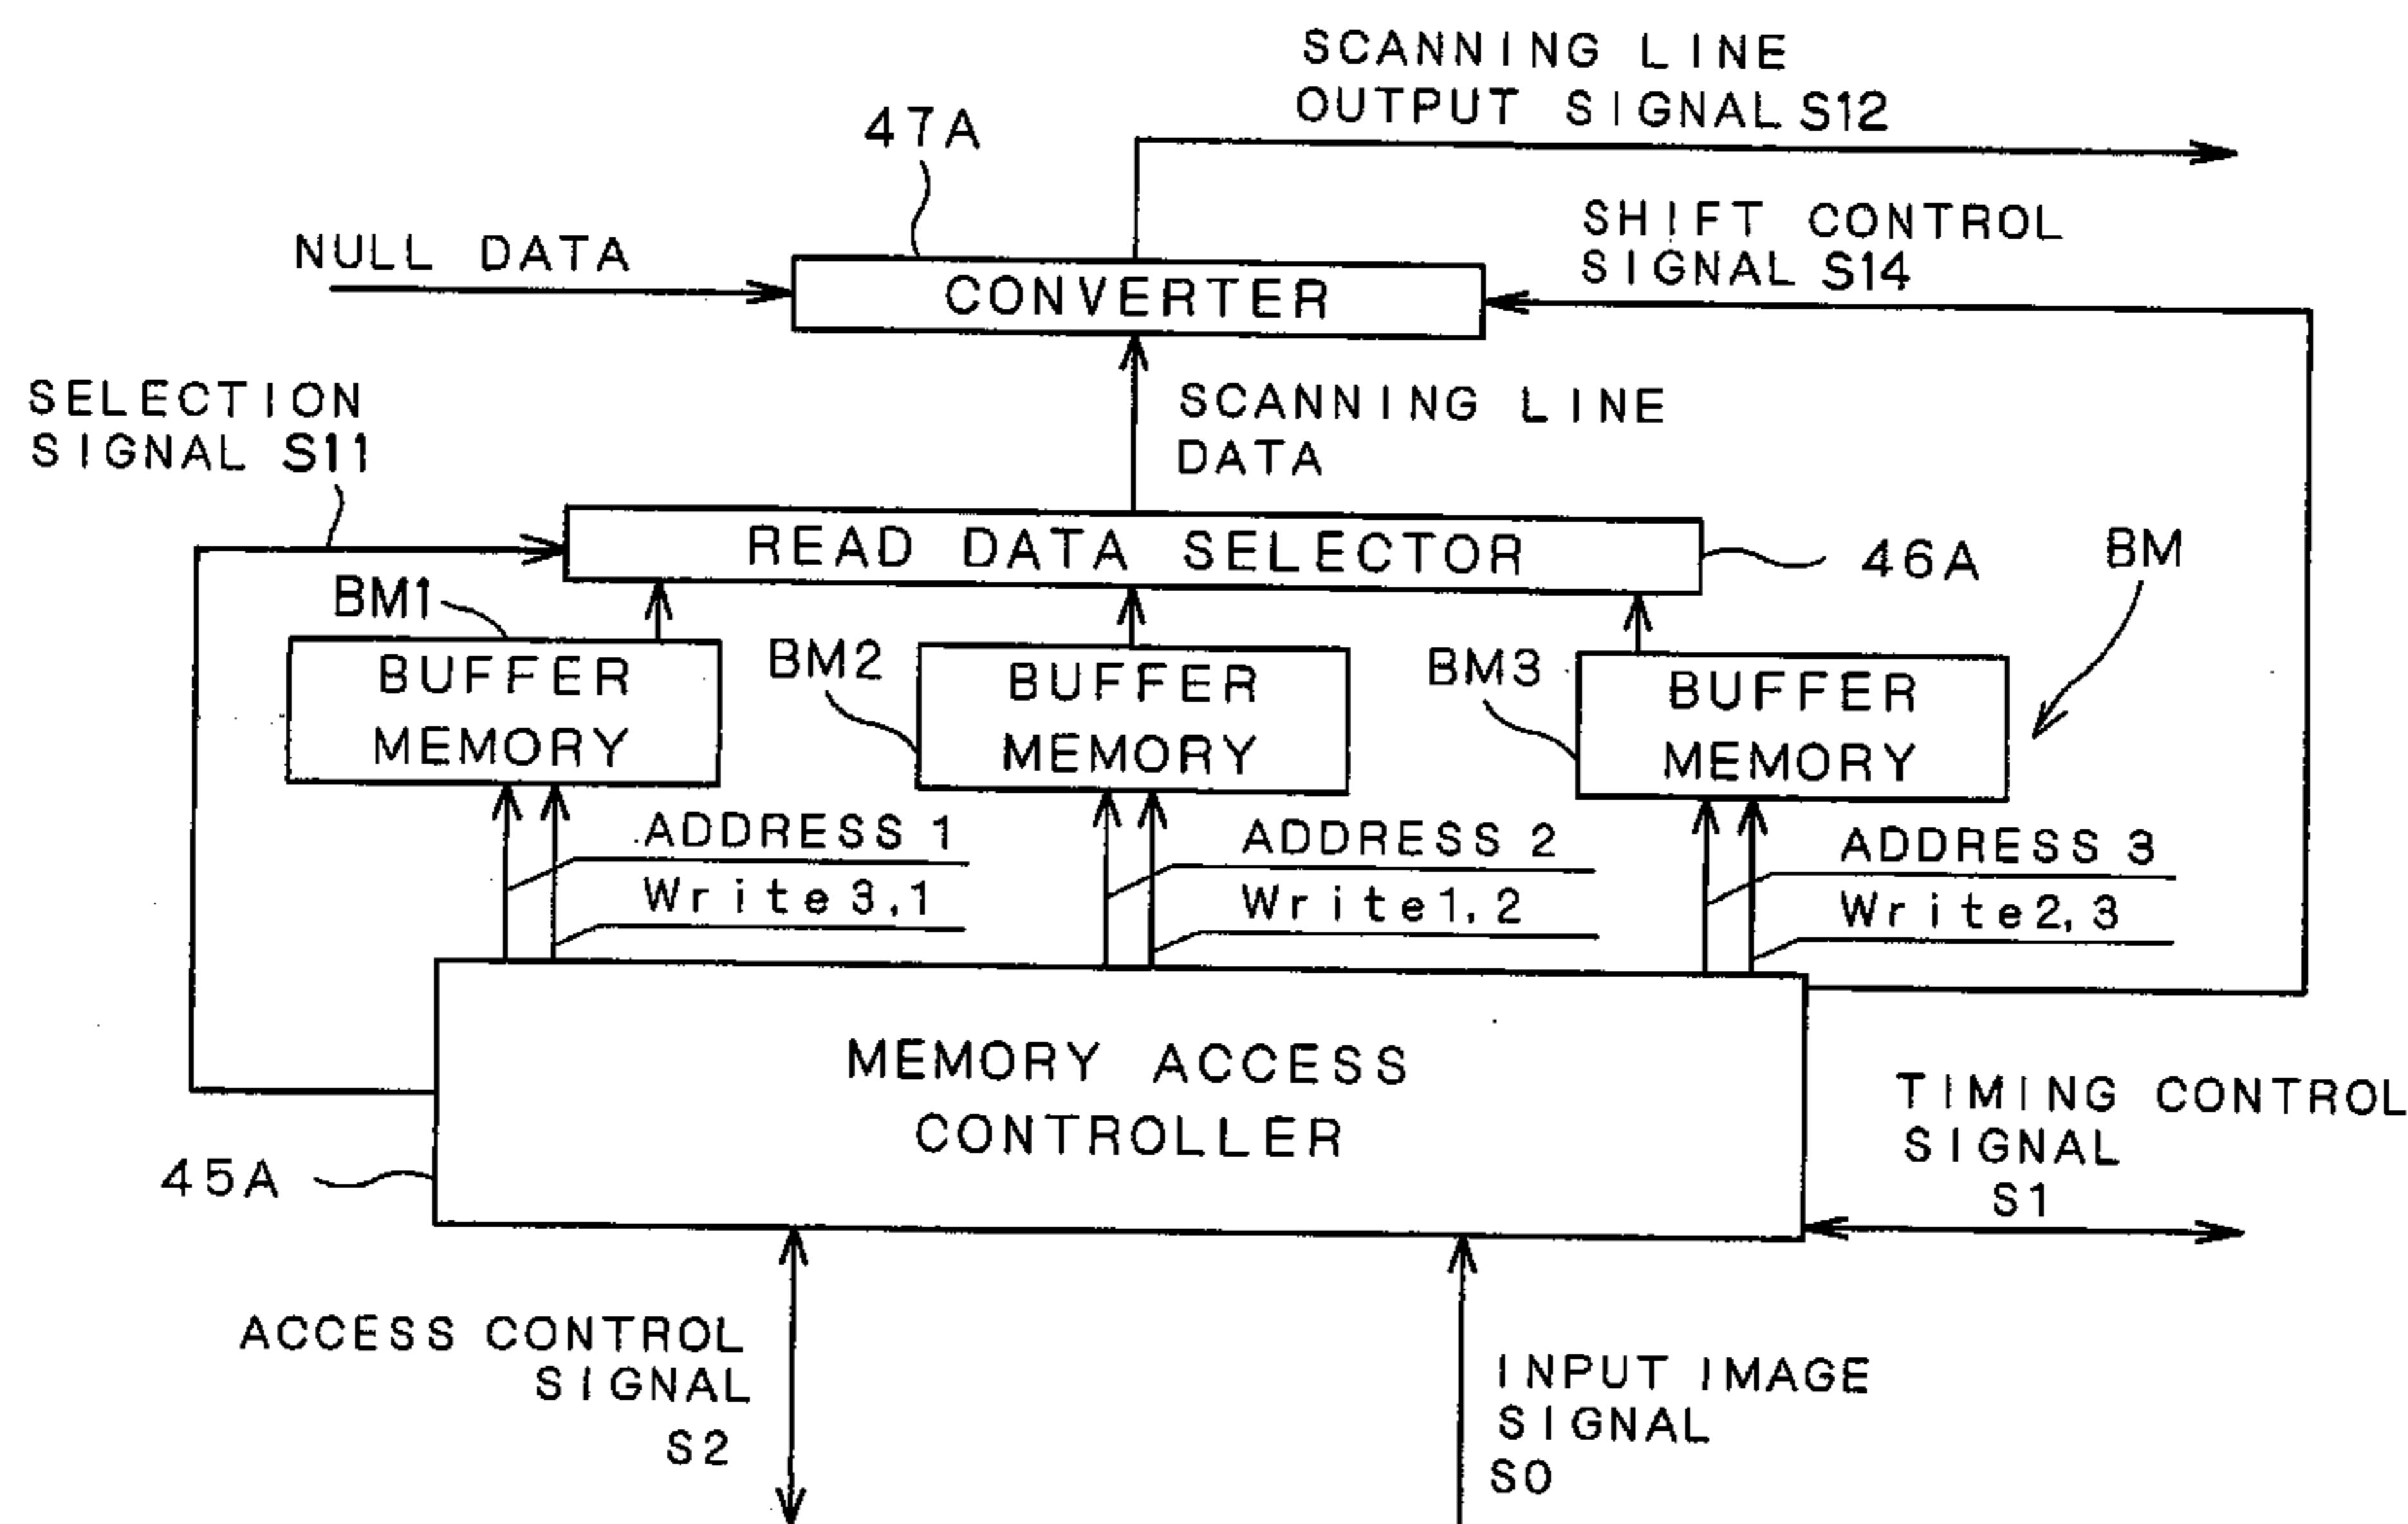 SCANNING LINE
OUTPUT SIGNAL S12
47A
SHIFT CONTROL
SIGNAL S14
NULL DATA
CONVERTER
SELECTION
SIGNAL S11
SCANNING LINE
DATA
READ DATA SELECTOR
46A
BM
BM1
BUFFER
MEMORY
BM2
BUFFER
MEMORY
BM3
BUFFER
MEMORY
ADDRESS 1
Write3,1
ADDRESS 2
Write1,2
ADDRESS 3
Write2,3
MEMORY ACCESS
CONTROLLER
45A
TIMING CONTROL
SIGNAL
S1
ACCESS CONTROL
SIGNAL
S2
INPUT IMAGE
SIGNAL
S0